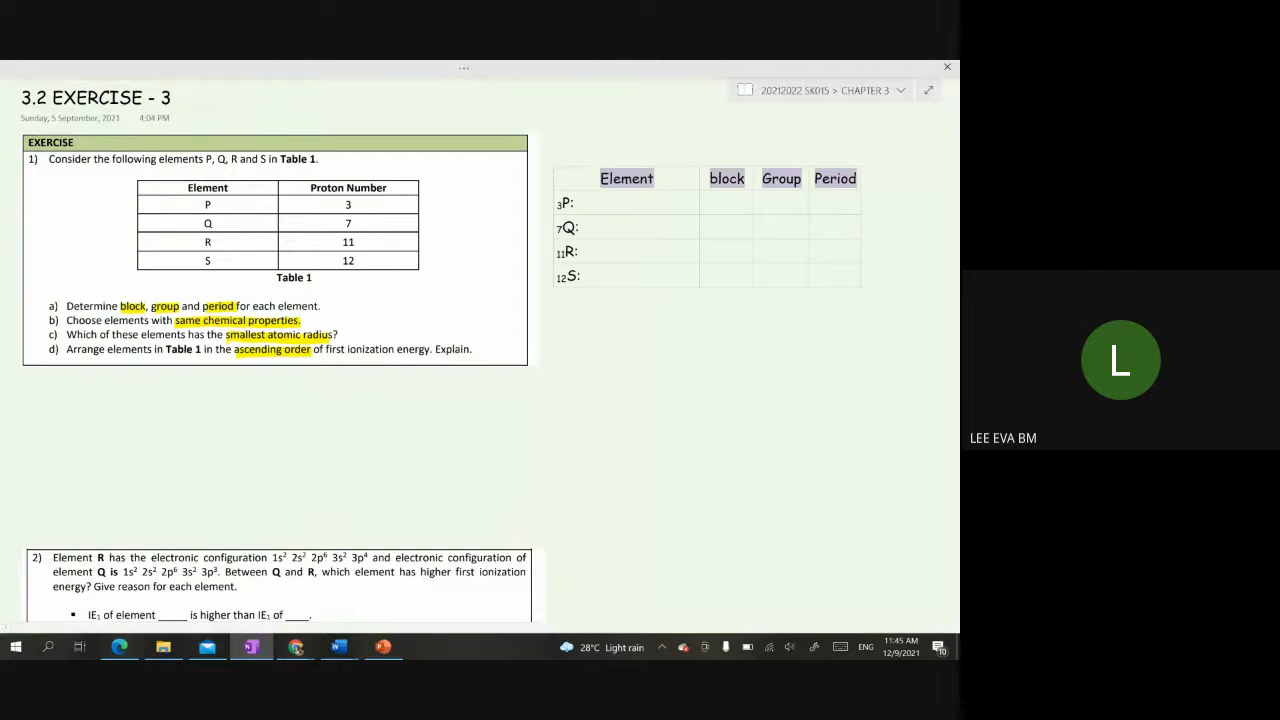 3.2 EXERCISE - 3
20212022 SK015 > CHAPTER 3
Sunday, 5 September, 2021 4:04 PM
EXERCISE
1) Consider the following elements P, Q, R and S in Table 1.
Element Proton Number
P 3
Q 7
R 11
S 12
Table 1
a) Determine block, group and period for each element.
b) Choose elements with same chemical properties.
c) Which of these elements has the smallest atomic radius?
d) Arrange elements in Table 1 in the ascending order of first ionization energy. Explain.
Element block Group Period
₃P:
₇Q:
₁₁R:
₁₂S:
2) Element R has the electronic configuration 1s² 2s² 2p⁶ 3s² 3p⁴ and electronic configuration of
element Q is 1s² 2s² 2p⁶ 3s² 3p³. Between Q and R, which element has higher first ionization
energy? Give reason for each element.
▪ IE₁ of element _____ is higher than IE₁ of ____.
L
LEE EVA BM
28°C Light rain
ENG
11:45 AM
12/9/2021
10